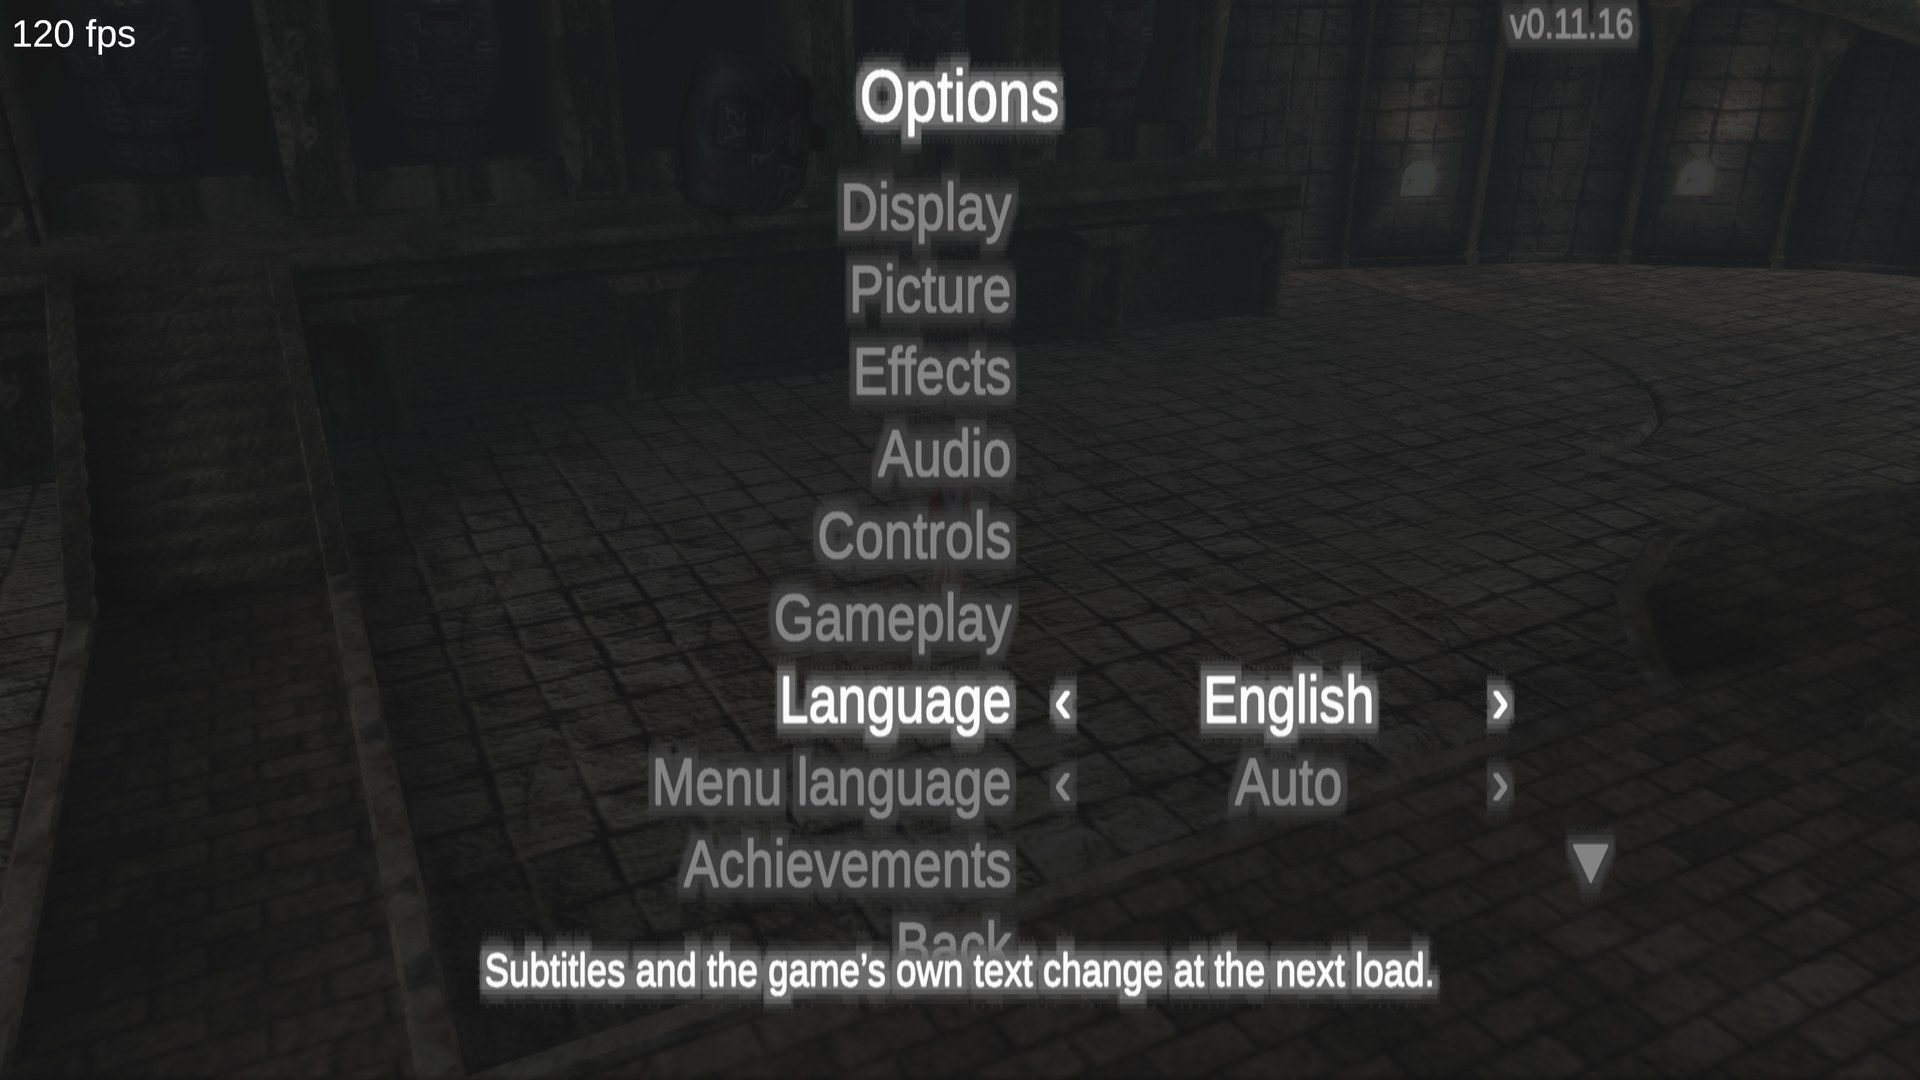 120 fps
v0.11.16
Options
Display
Picture
Effects
Audio
Controls
Gameplay
Language ‹ English ›
Menu language ‹ Auto ›
Achievements
Back
Subtitles and the game’s own text change at the next load.